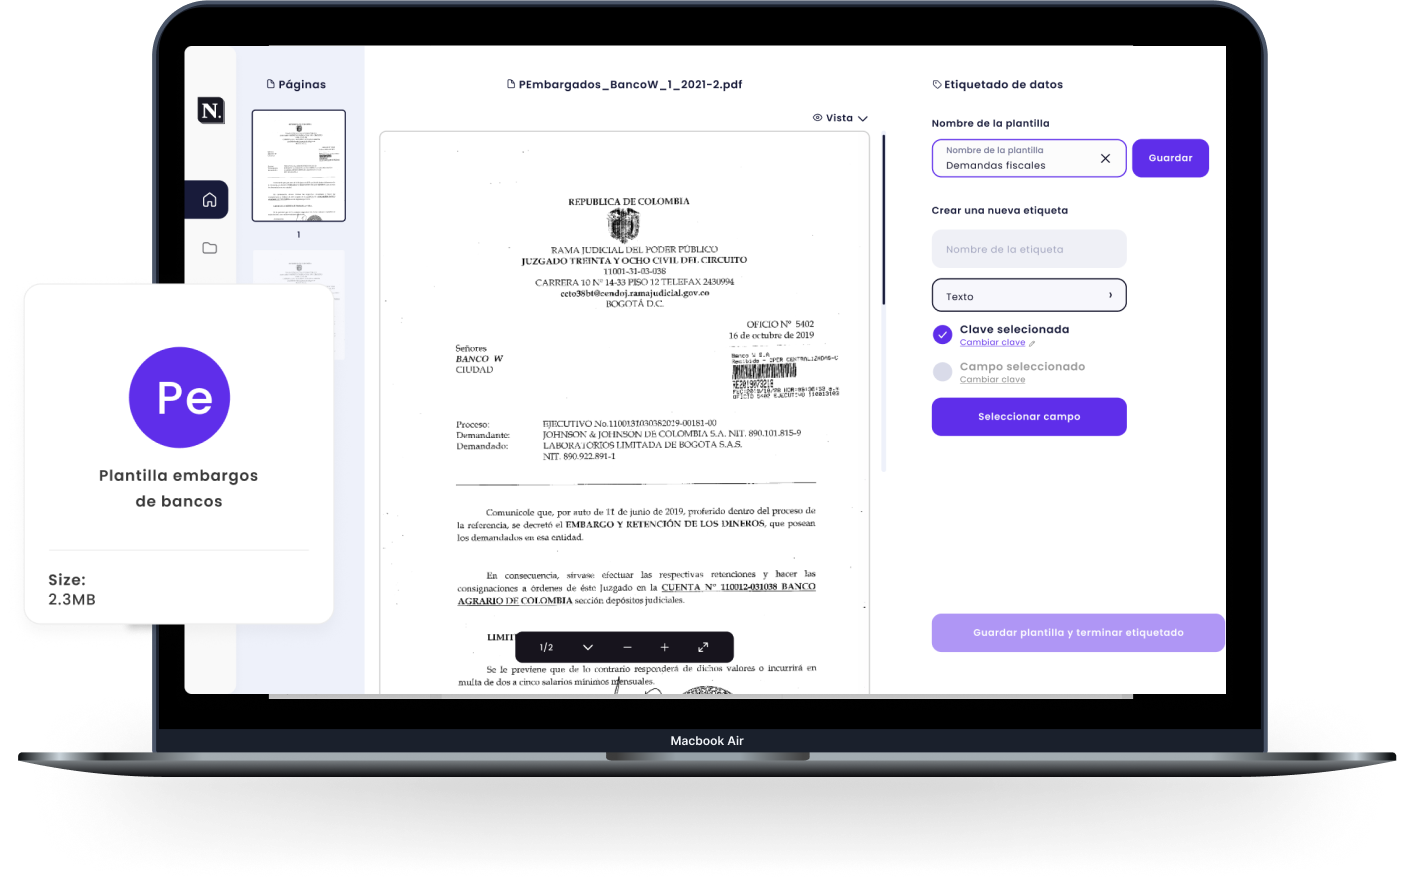 N.
Páginas
1
PEmbargados_BancoW_1_2021-2.pdf
Vista
REPUBLICA DE COLOMBIA
RAMA JUDICIAL DEL PODER PÚBLICO
JUZGADO TREINTA Y OCHO CIVIL DEL CIRCUITO
11001-31-03-038
CARRERA 10 Nº 14-33 PISO 12 TELEFAX 2430994
ccto38bt@cendoj.ramajudicial.gov.co
BOGOTÁ D.C.
OFICIO Nº 5402
16 de octubre de 2019
Señores
BANCO W
CIUDAD
Banco W S.A
Proceso: EJECUTIVO No.1100131030382019-00181-00
Demandante: JOHNSON & JOHNSON DE COLOMBIA S.A. NIT. 890.101.815-9
Demandado: LABORATORIOS LIMITADA DE BOGOTA S.A.S.
NIT. 890.922.891-1
Comunícole que, por auto de 11 de junio de 2019, proferido dentro del proceso de
la referencia, se decretó el EMBARGO Y RETENCIÓN DE LOS DINEROS, que posean
los demandados en esa entidad.
En consecuencia, sírvase efectuar las respectivas retenciones y hacer las
consignaciones a órdenes de éste Juzgado en la CUENTA Nº 110012-031038 BANCO
AGRARIO DE COLOMBIA sección depósitos judiciales.
LIMIT
1/2
Se le previene que de lo contrario responderá de dichos valores o incurrirá en
multa de dos a cinco salarios mínimos mensuales.
Etiquetado de datos
Nombre de la plantilla
Nombre de la plantilla
Demandas fiscales
Guardar
Crear una nueva etiqueta
Nombre de la etiqueta
Texto
Clave selecionada
Cambiar clave
Campo seleccionado
Cambiar clave
Seleccionar campo
Guardar plantilla y terminar etiquetado
Pe
Plantilla embargos
de bancos
Size:
2.3MB
Macbook Air